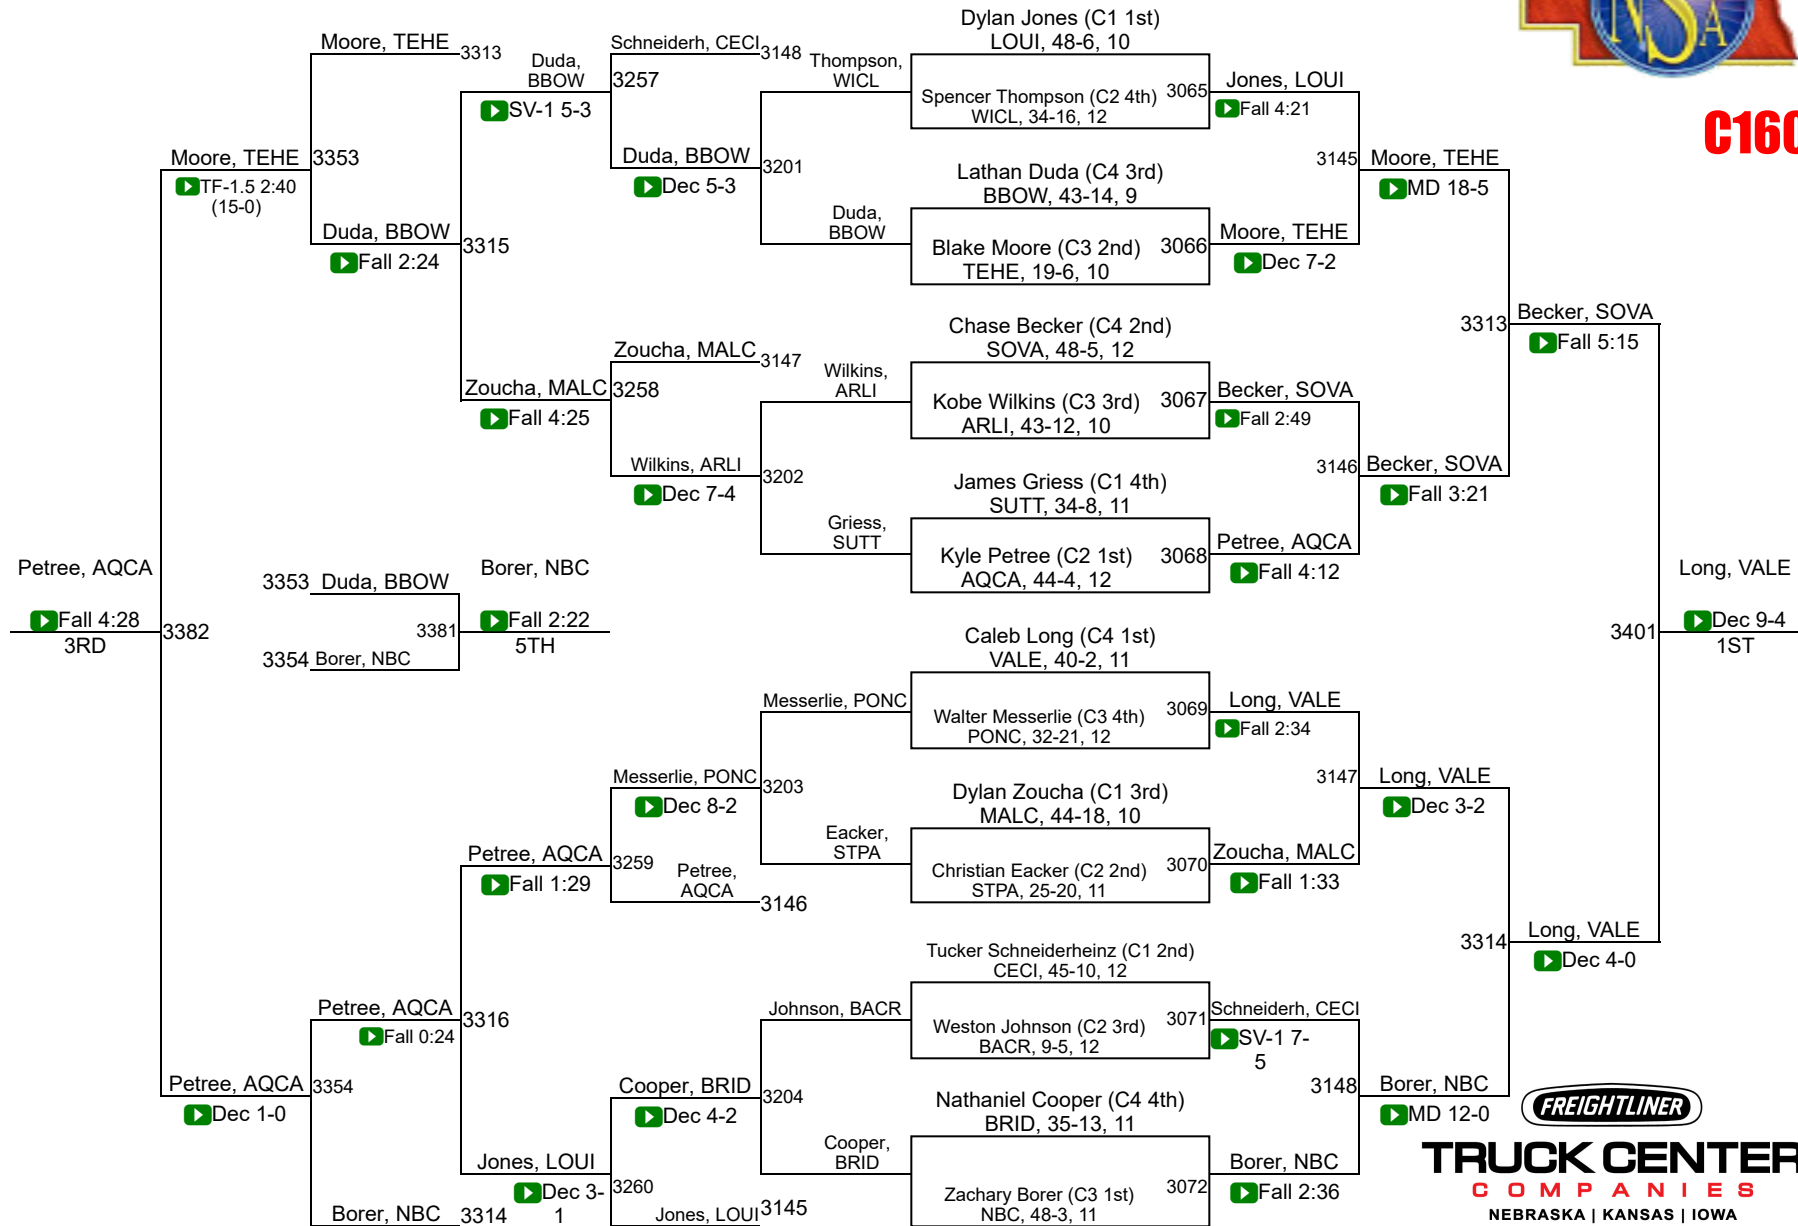 Moore, TEHE
3313
Duda,
BBOW
SV-1 5-3
Schneiderh, CECI
3148
3257
Thompson,
WICL
Dylan Jones (C1 1st)
LOUI, 48-6, 10
Spencer Thompson (C2 4th)
WICL, 34-16, 12
3065
Jones, LOUI
Fall 4:21
NSA
Moore, TEHE
3353
TF-1.5 2:40
(15-0)
Duda, BBOW
Dec 5-3
3201
Lathan Duda (C4 3rd)
BBOW, 43-14, 9
Duda,
BBOW
Blake Moore (C3 2nd)
TEHE, 19-6, 10
3066
Moore, TEHE
Dec 7-2
3145
Moore, TEHE
MD 18-5
Duda, BBOW
Fall 2:24
3315
Zoucha, MALC
3147
Zoucha, MALC
3258
Fall 4:25
Wilkins,
ARLI
Chase Becker (C4 2nd)
SOVA, 48-5, 12
Kobe Wilkins (C3 3rd)
ARLI, 43-12, 10
3067
Becker, SOVA
Fall 2:49
3313
Becker, SOVA
Fall 5:15
Wilkins, ARLI
Dec 7-4
3202
James Griess (C1 4th)
SUTT, 34-8, 11
Griess,
SUTT
Kyle Petree (C2 1st)
AQCA, 44-4, 12
3068
Petree, AQCA
Fall 4:12
3146
Becker, SOVA
Fall 3:21
Petree, AQCA
Fall 4:28
3RD
3382
3353
Duda, BBOW
3354
Borer, NBC
3381
Borer, NBC
Fall 2:22
5TH
3401
Long, VALE
Dec 9-4
1ST
Caleb Long (C4 1st)
VALE, 40-2, 11
Messerlie, PONC
Walter Messerlie (C3 4th)
PONC, 32-21, 12
3069
Long, VALE
Fall 2:34
Messerlie, PONC
Dec 8-2
3203
Dylan Zoucha (C1 3rd)
MALC, 44-18, 10
Eacker,
STPA
Christian Eacker (C2 2nd)
STPA, 25-20, 11
3070
Zoucha, MALC
Fall 1:33
3147
Long, VALE
Dec 3-2
Petree, AQCA
Fall 1:29
3259
Petree,
AQCA
3146
3314
Long, VALE
Dec 4-0
Petree, AQCA
Fall 0:24
3316
Tucker Schneiderheinz (C1 2nd)
CECI, 45-10, 12
Johnson, BACR
Weston Johnson (C2 3rd)
BACR, 9-5, 12
3071
Schneiderh, CECI
SV-1 7-
5
Petree, AQCA
3354
Dec 1-0
Cooper, BRID
Dec 4-2
3204
Nathaniel Cooper (C4 4th)
BRID, 35-13, 11
Cooper,
BRID
Zachary Borer (C3 1st)
NBC, 48-3, 11
3072
Borer, NBC
Fall 2:36
3148
Borer, NBC
MD 12-0
Jones, LOUI
Dec 3-
1
3260
Jones, LOUI
3145
Borer, NBC
3314
FREIGHTLINER
TRUCK CENTER
COMPANIES
NEBRASKA | KANSAS | IOWA